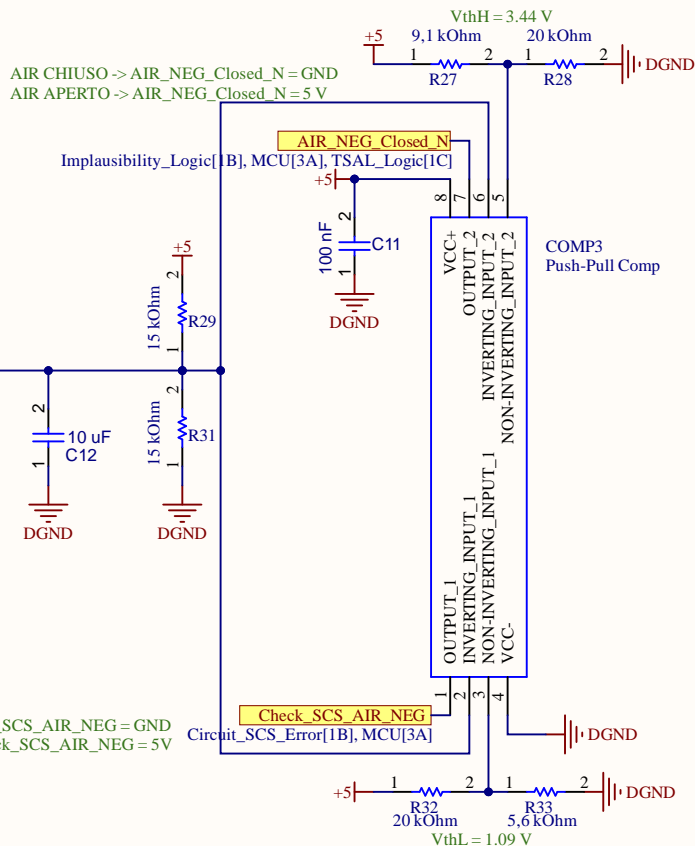 VthH = 3.44 V
+5
9,1 kOhm
20 kOhm
1
2
1
2
R27
R28
DGND
AIR CHIUSO -> AIR_NEG_Closed_N = GND
AIR APERTO -> AIR_NEG_Closed_N = 5 V
AIR_NEG_Closed_N
Implausibility_Logic[1B], MCU[3A], TSAL_Logic[1C]
+5
8
7
6
5
2
100 nF
C11
1
DGND
VCC+
OUTPUT_2
INVERTING_INPUT_2
NON-INVERTING_INPUT_2
COMP3
Push-Pull Comp
+5
2
15 kOhm
R29
1
2
15 kOhm
R31
1
DGND
2
10 uF
C12
1
DGND
OUTPUT_1
INVERTING_INPUT_1
NON-INVERTING_INPUT_1
VCC-
1
2
3
4
Check_SCS_AIR_NEG
_SCS_AIR_NEG = GND
Circuit_SCS_Error[1B], MCU[3A]
k_SCS_AIR_NEG = 5V
DGND
+5
1
2
1
2
R32
R33
DGND
20 kOhm
5,6 kOhm
VthL = 1.09 V